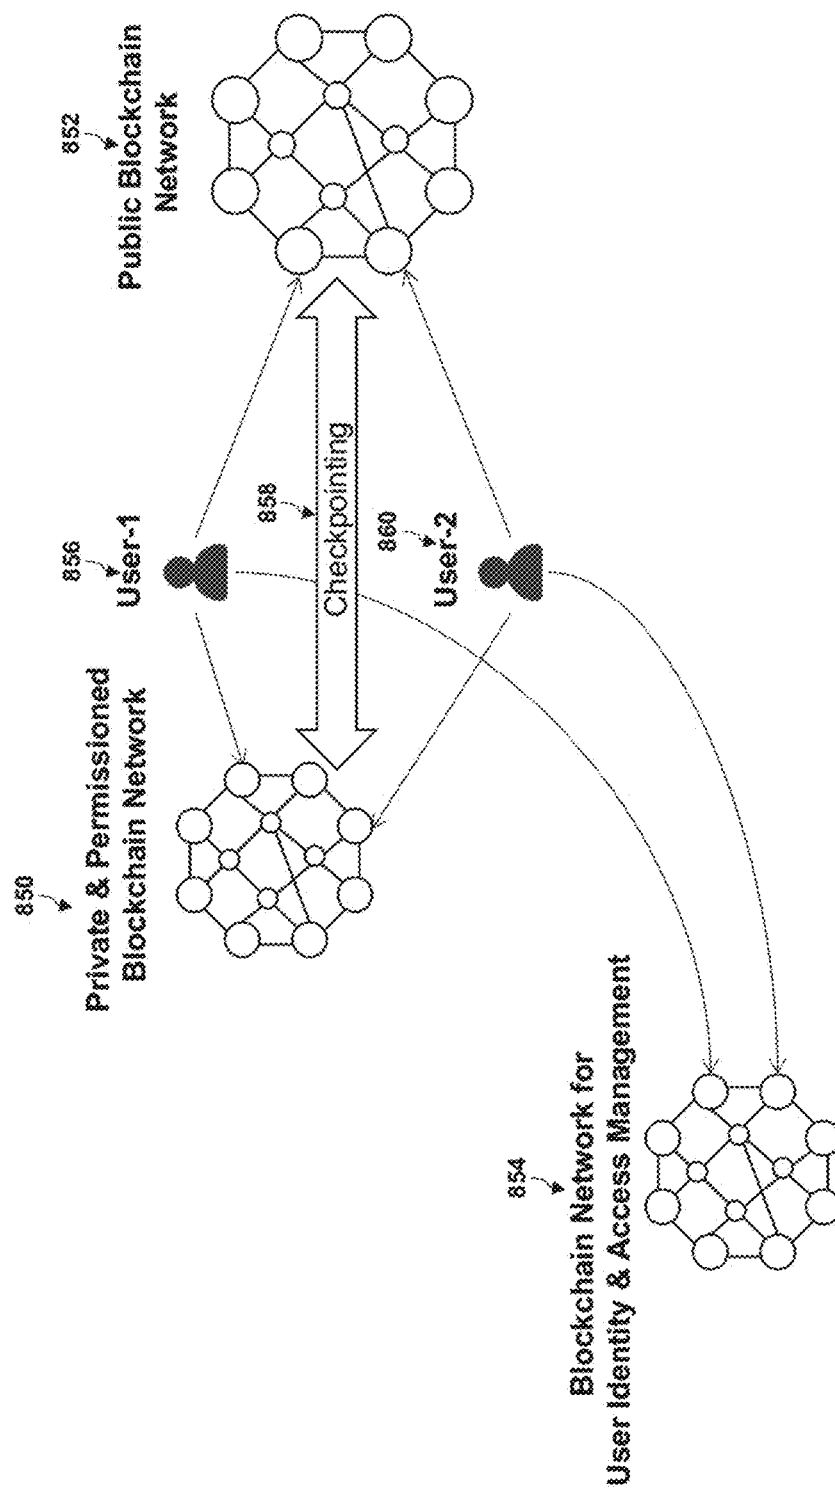 850
Private & Permissioned
Blockchain Network
856
User-1
852
Public Blockchain
Network
858
Checkpointing
860
User-2
854
Blockchain Network for
User Identity & Access Management